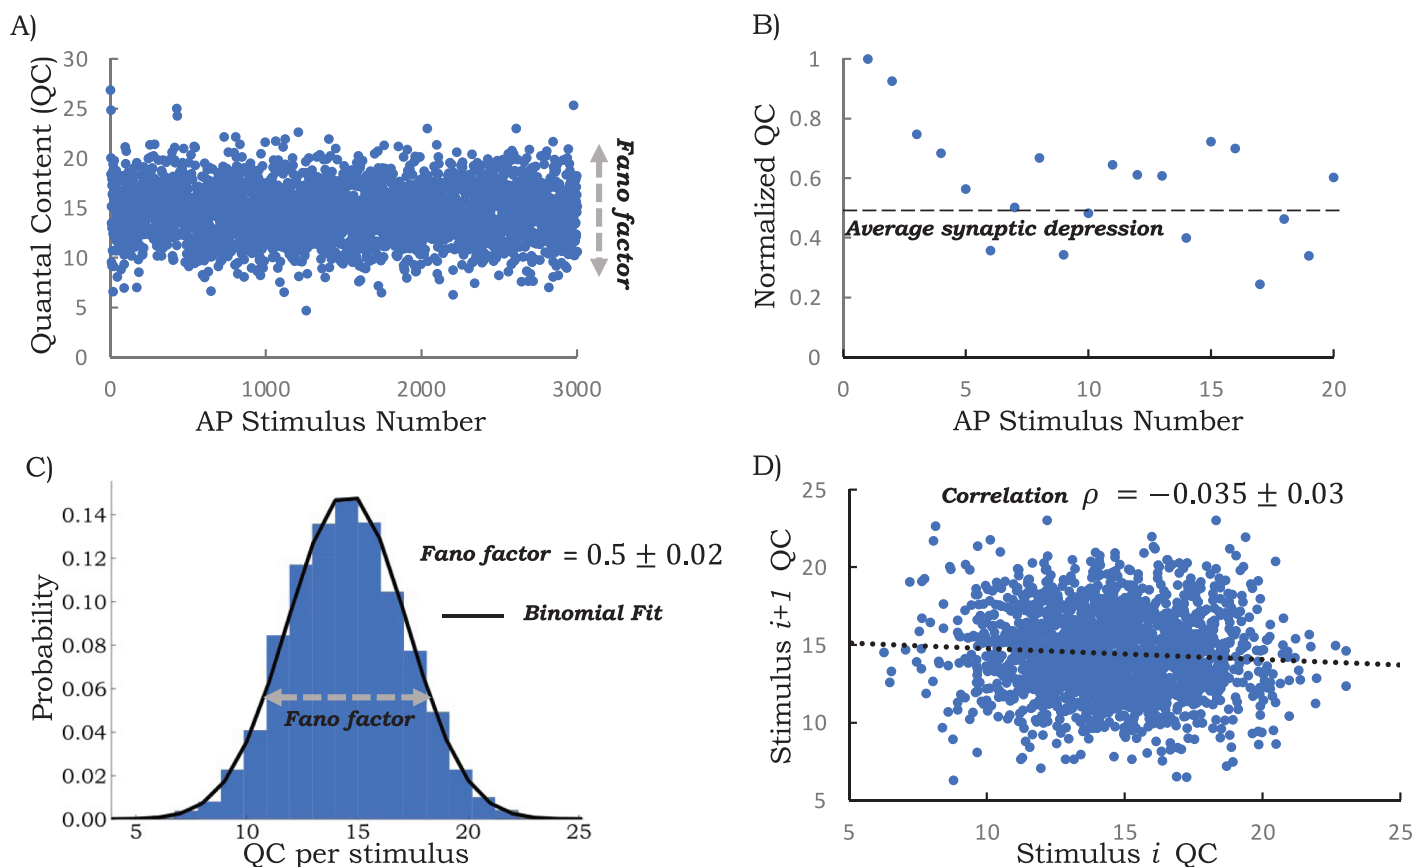 A)
30
25
20
15
10
5
0
Quantal Content (QC)
0 1000 2000 3000
AP Stimulus Number
Fano factor
B)
1
0.8
0.6
0.4
0.2
0
Normalized QC
Average synaptic depression
0 5 10 15 20
AP Stimulus Number
C)
0.14
0.12
0.10
0.08
0.06
0.04
0.02
0.00
Probability
Fano factor = 0.5 ± 0.02
Binomial Fit
Fano factor
10 15 20 25
QC per stimulus
D)
Correlation ρ = −0.035 ± 0.03
25
20
15
10
5
Stimulus i+1 QC
5 10 15 20 25
Stimulus i QC